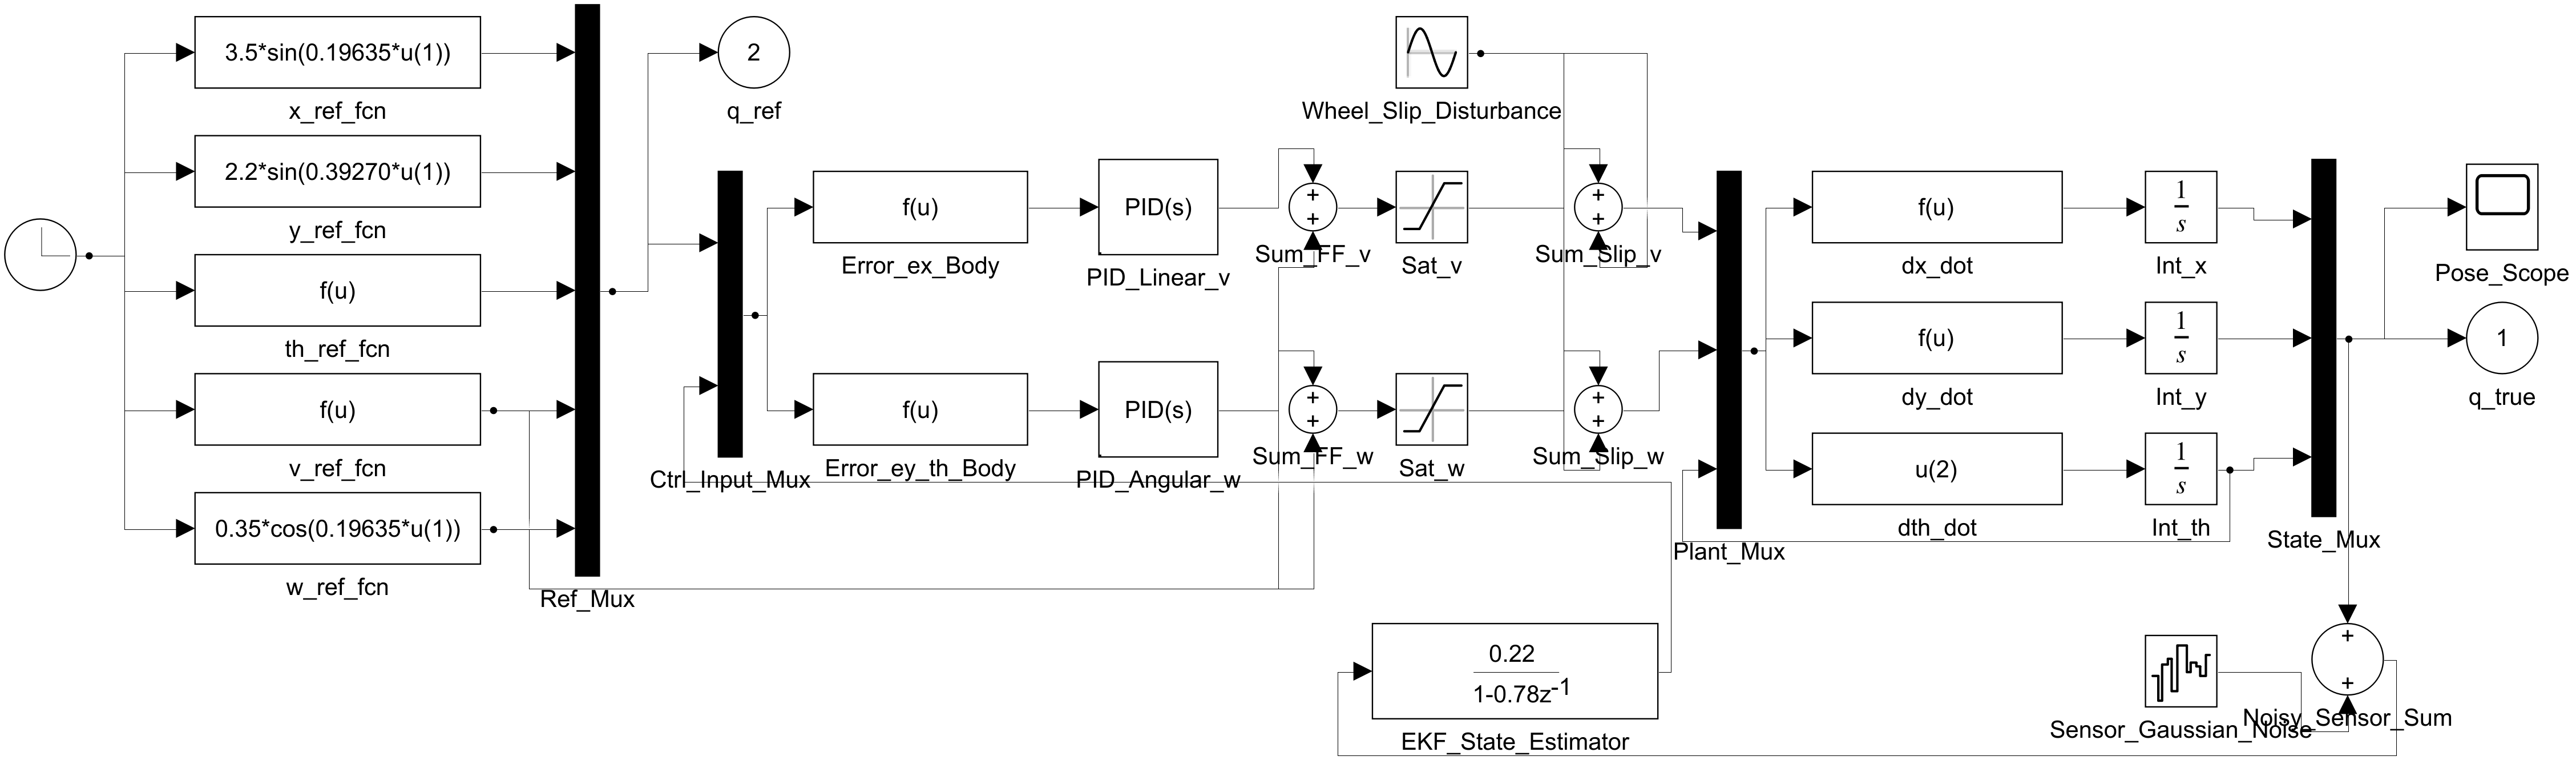 3.5*sin(0.19635*u(1))
x_ref_fcn
2.2*sin(0.39270*u(1))
y_ref_fcn
f(u)
th_ref_fcn
f(u)
v_ref_fcn
0.35*cos(0.19635*u(1))
w_ref_fcn
Ref_Mux
2
q_ref
Ctrl_Input_Mux
f(u)
Error_ex_Body
f(u)
Error_ey_th_Body
PID(s)
PID_Linear_v
PID(s)
PID_Angular_w
+
+
Sum_FF_v
+
+
Sum_FF_w
Wheel_Slip_Disturbance
Sat_v
Sat_w
+
+
Sum_Slip_v
+
+
Sum_Slip_w
Plant_Mux
f(u)
dx_dot
f(u)
dy_dot
u(2)
dth_dot
1
s
Int_x
1
s
Int_y
1
s
Int_th
State_Mux
Pose_Scope
1
q_true
0.22
1-0.78z-1
EKF_State_Estimator
Sensor_Gaussian_Noise
+
+
Noisy_Sensor_Sum